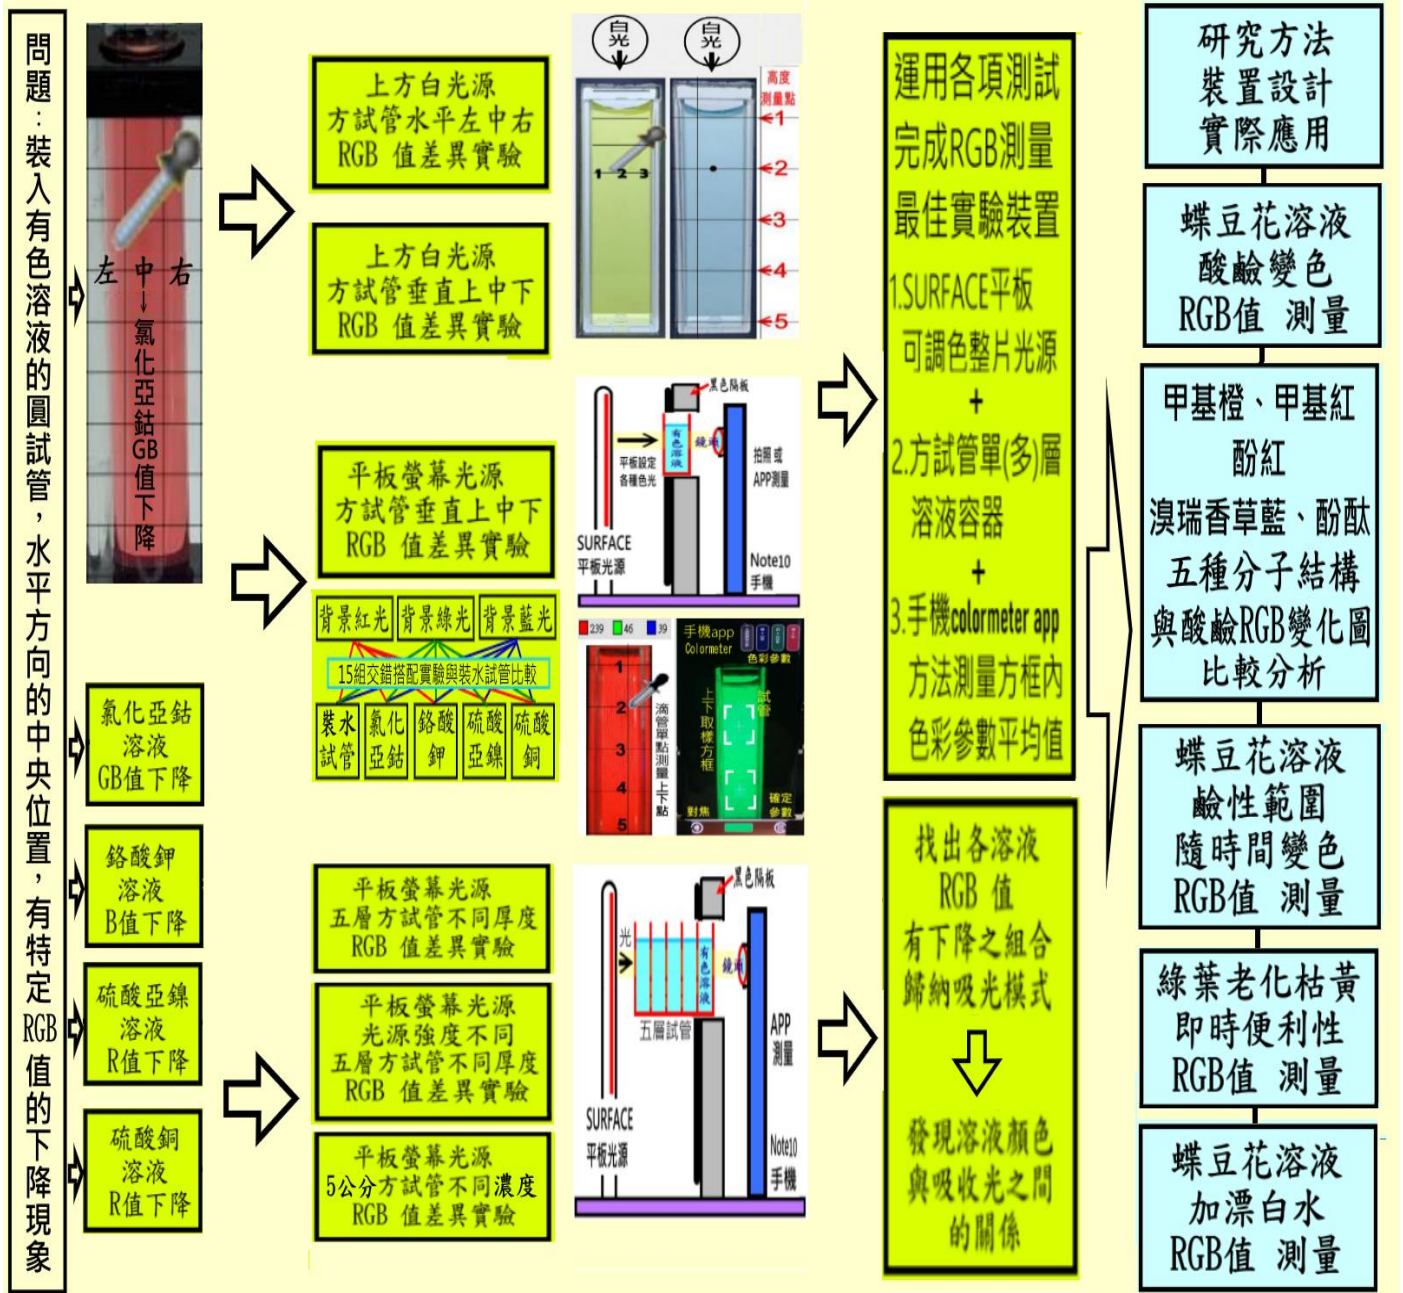 問題:裝入有色溶液的圓試管,水平方向的中央位置,有特定RGB值的下降現象
左 中 右
↓
氯化亞鈷GB值下降
氯化亞鈷
溶液
GB值下降
鉻酸鉀
溶液
B值下降
硫酸亞鎳
溶液
R值下降
硫酸銅
溶液
R值下降
上方白光源
方試管水平左中右
RGB 值差異實驗
上方白光源
方試管垂直上中下
RGB 值差異實驗
平板螢幕光源
方試管垂直上中下
RGB 值差異實驗
背景紅光
背景綠光
背景藍光
15組交錯搭配實驗與裝水試管比較
裝水
試管
氯化
亞鈷
鉻酸
鉀
硫酸
亞鎳
硫酸
銅
平板螢幕光源
五層方試管不同厚度
RGB 值差異實驗
平板螢幕光源
光源強度不同
五層方試管不同厚度
RGB 值差異實驗
平板螢幕光源
5公分方試管不同濃度
RGB 值差異實驗
白光
白光
高度
測量點
1 2 3
1
2
3
4
5
黑色隔板
有色溶液
鏡頭
平板設定
各種色光
拍照或
APP測量
SURFACE
平板光源
Note10
手機
239 46 39
1
2
3
4
5
滴管單點測量上下點
手機app
Colormeter
色彩參數
試管
上下取樣方框
對焦
確定
參數
黑色隔板
光
有色溶液
鏡頭
五層試管
APP
測量
SURFACE
平板光源
Note10
手機
運用各項測試
完成RGB測量
最佳實驗裝置
1.SURFACE平板
可調色整片光源
+
2.方試管單(多)層
溶液容器
+
3.手機colormeter app
方法測量方框內
色彩參數平均值
找出各溶液
RGB 值
有下降之組合
歸納吸光模式
發現溶液顏色
與吸收光之間
的關係
研究方法
裝置設計
實際應用
蝶豆花溶液
酸鹼變色
RGB值 測量
甲基橙、甲基紅
酚紅
溴瑞香草藍、酚酞
五種分子結構
與酸鹼RGB變化圖
比較分析
蝶豆花溶液
鹼性範圍
隨時間變色
RGB值 測量
綠葉老化枯黃
即時便利性
RGB值 測量
蝶豆花溶液
加漂白水
RGB值 測量